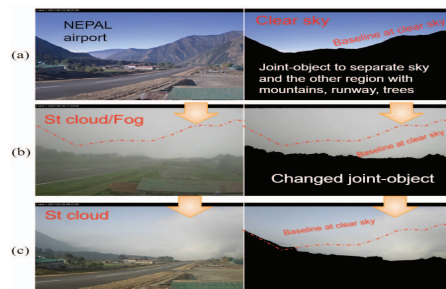 (a)
NEPAL
airport
Clear sky
Baseline at clear sky
Joint-object to separate sky
and the other region with
mountains, runway, trees
(b)
St cloud/Fog
Baseline at clear sky
Changed joint-object
(c)
St cloud
Baseline at clear sky